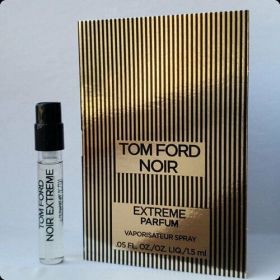 TOM FORD
NOIR EXTREME
TOM FORD
NOIR
EXTREME
PARFUM
VAPORISATEUR SPRAY
.05 FL. OZ./OZ. LIQ./1.5 ml